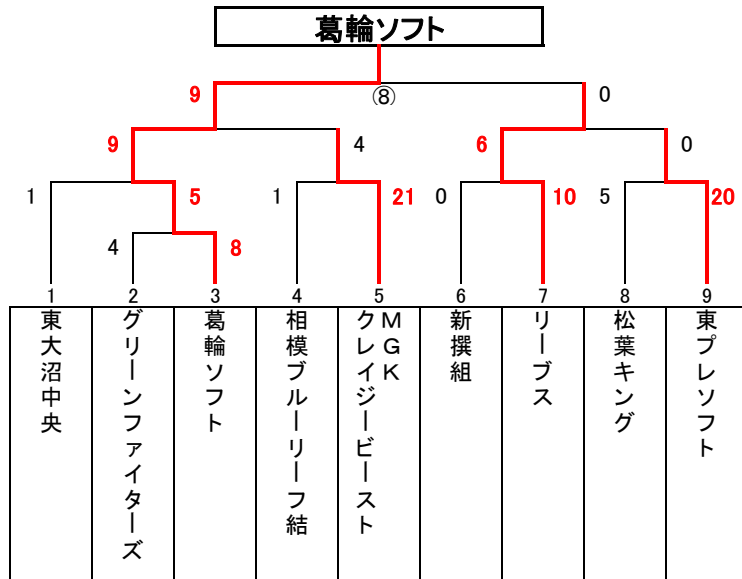 葛輪ソフト
9
⑧
0
9
4
6
0
1
5
1
21
0
10
5
20
4
8
1
2
3
4
5
6
7
8
9
東大沼中央
グリーンファイターズ
葛輪ソフト
相模ブルーリーフ結
MGK
クレイジービースト
新撰組
リーブス
松葉キング
東プレソフト